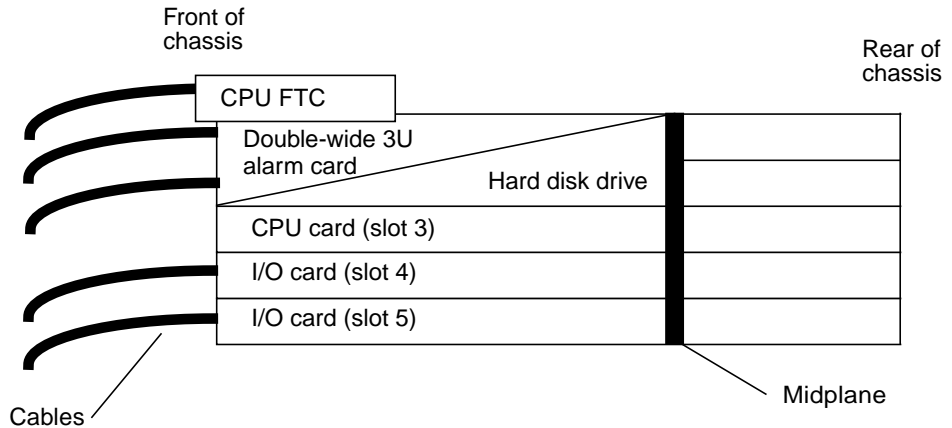 Front of
chassis
Rear of
chassis
CPU FTC
Double-wide 3U
alarm card
Hard disk drive
CPU card (slot 3)
I/O card (slot 4)
I/O card (slot 5)
Midplane
Cables